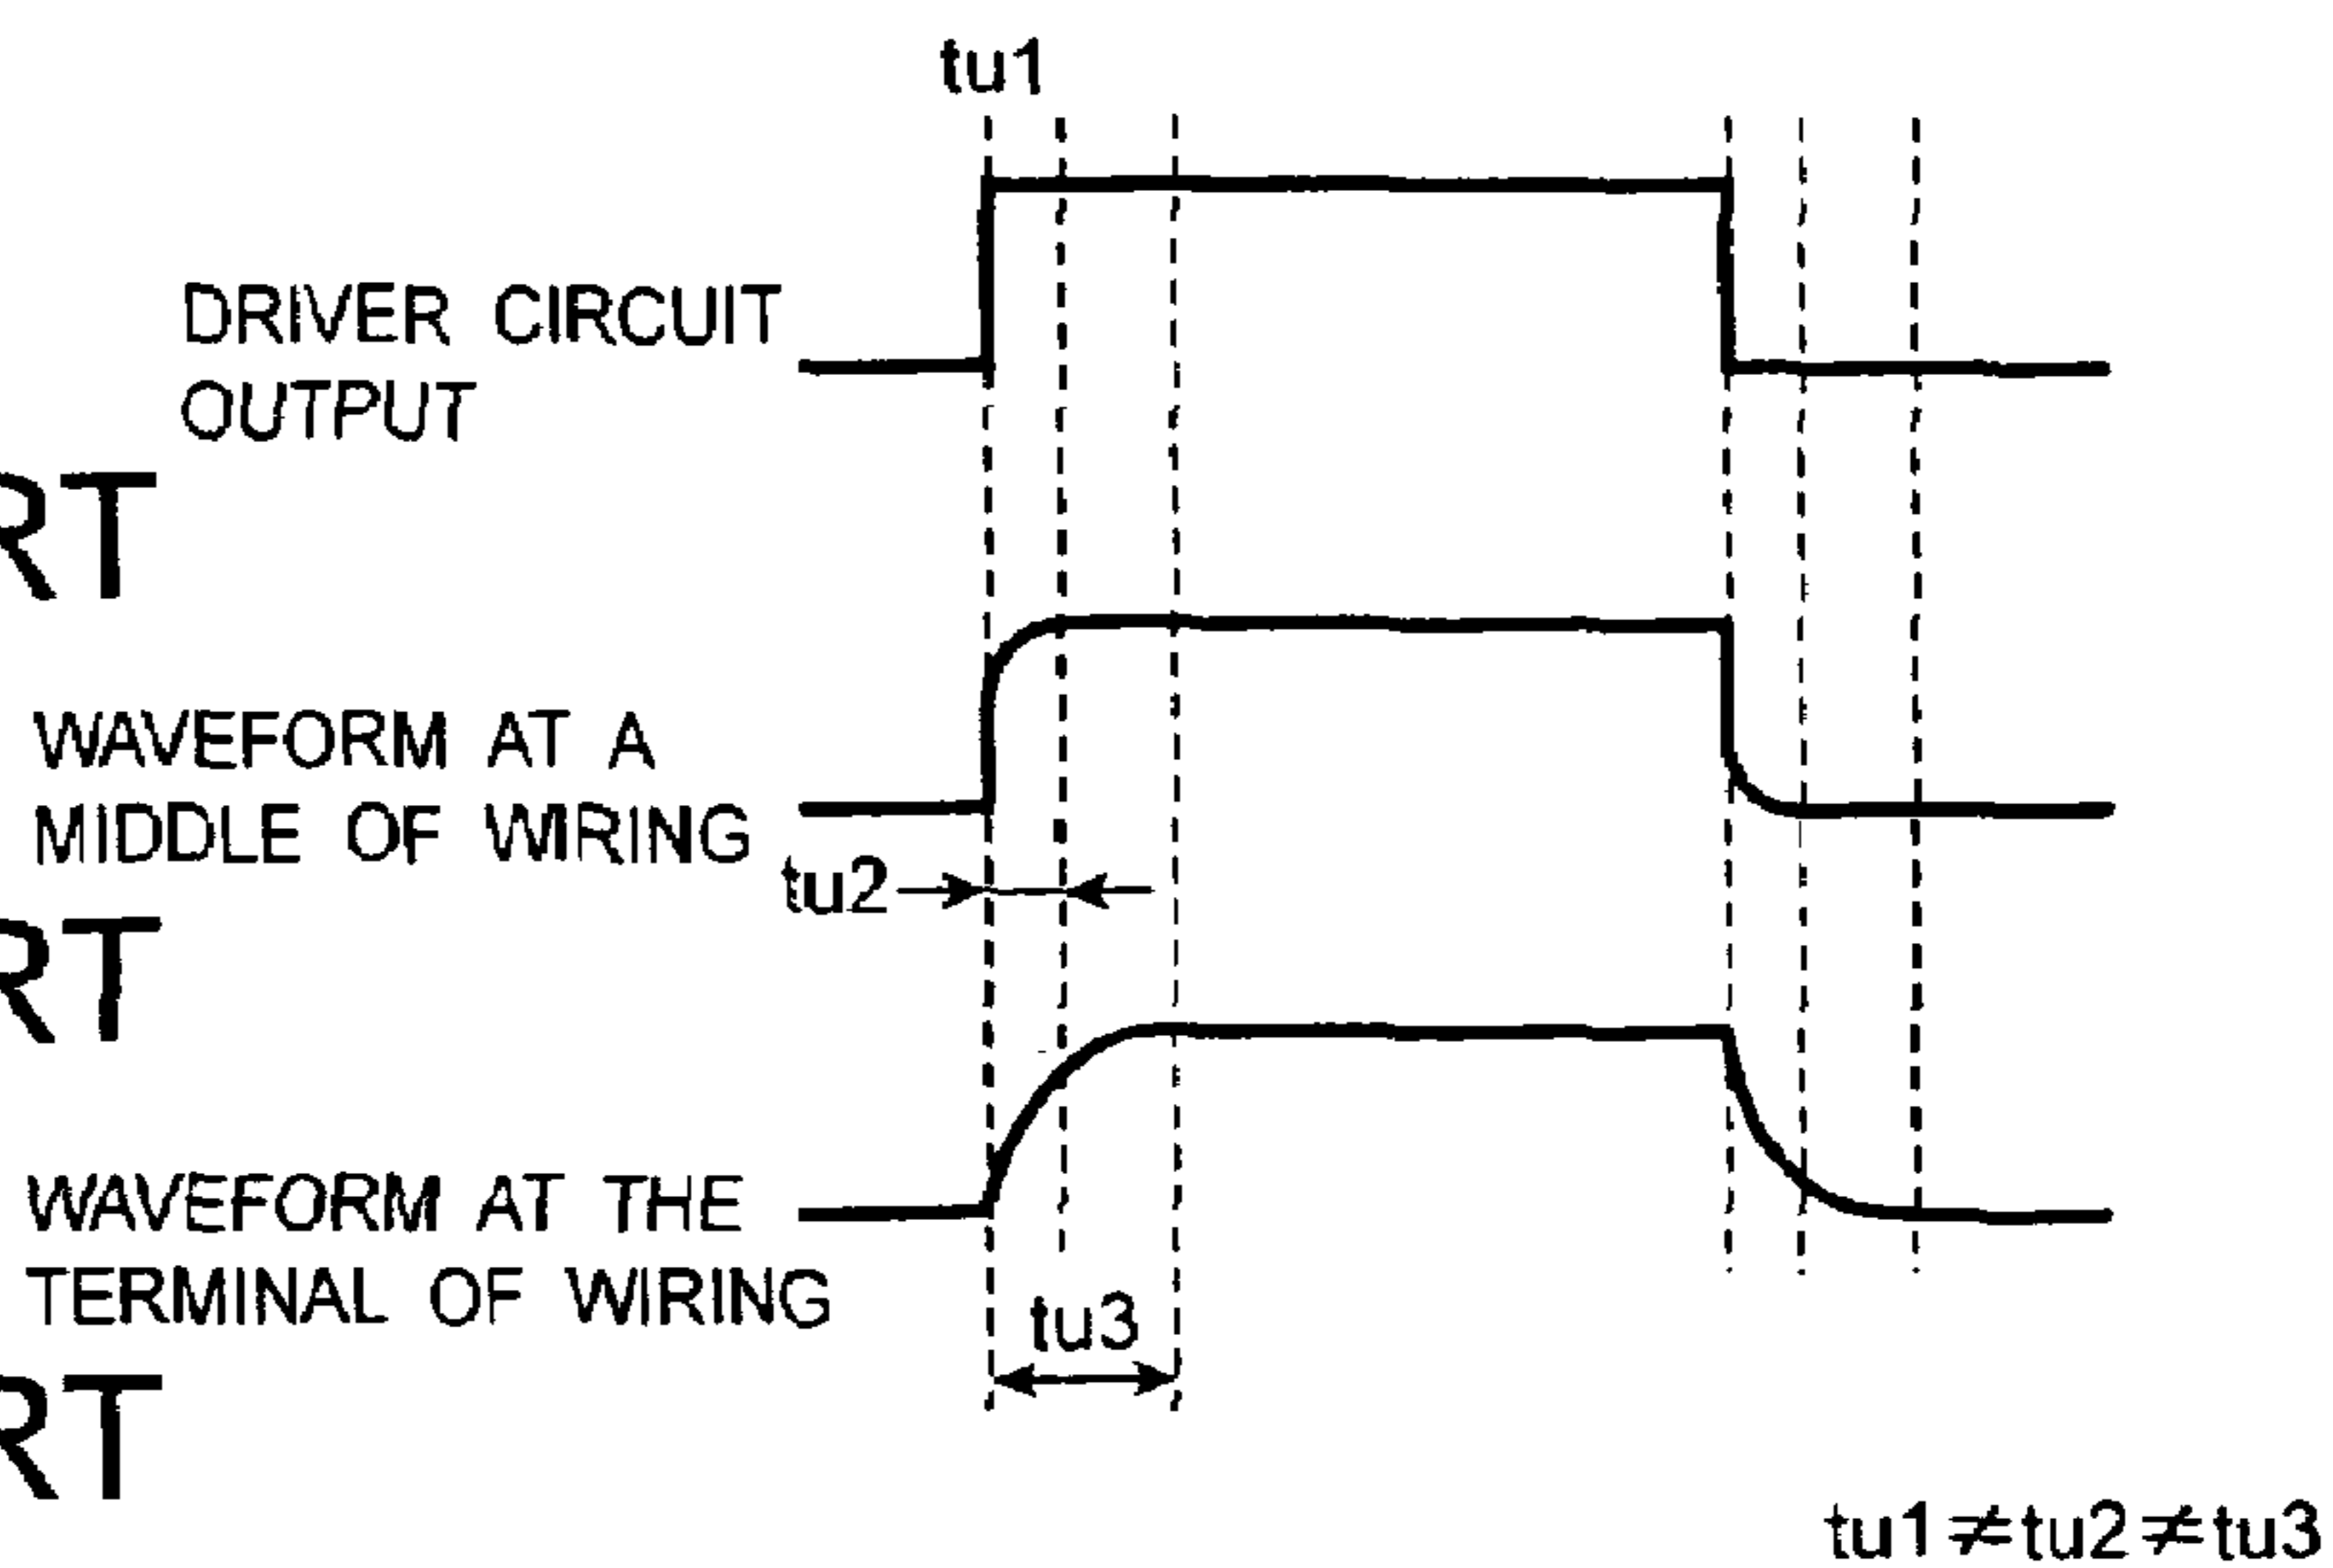 tu1
DRIVER CIRCUIT
OUTPUT
RT
WAVEFORM AT A
MIDDLE OF WIRING
tu2
RT
WAVEFORM AT THE
TERMINAL OF WIRING
tu3
RT
tu1≠tu2≠tu3